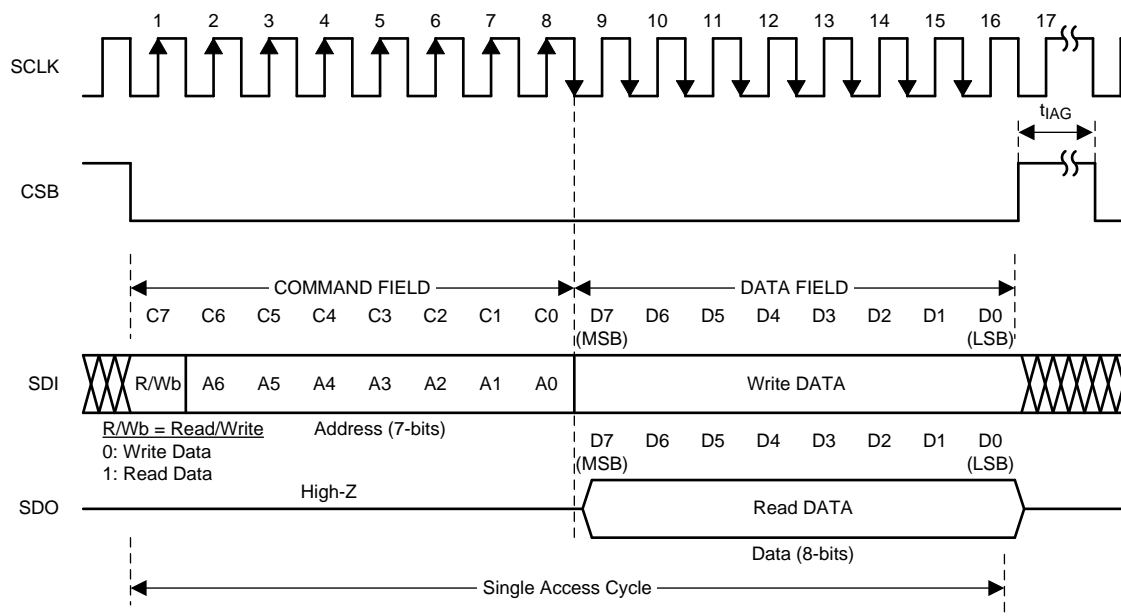 1 2 3 4 5 6 7 8 9 10 11 12 13 14 15 16 17
SCLK
tIAG
CSB
COMMAND FIELD DATA FIELD
C7 C6 C5 C4 C3 C2 C1 C0 D7 D6 D5 D4 D3 D2 D1 D0
(MSB) (LSB)
SDI R/Wb A6 A5 A4 A3 A2 A1 A0 Write DATA
R/Wb = Read/Write Address (7-bits)
0: Write Data
1: Read Data
D7 D6 D5 D4 D3 D2 D1 D0
(MSB) (LSB)
High-Z
SDO Read DATA
Data (8-bits)
Single Access Cycle